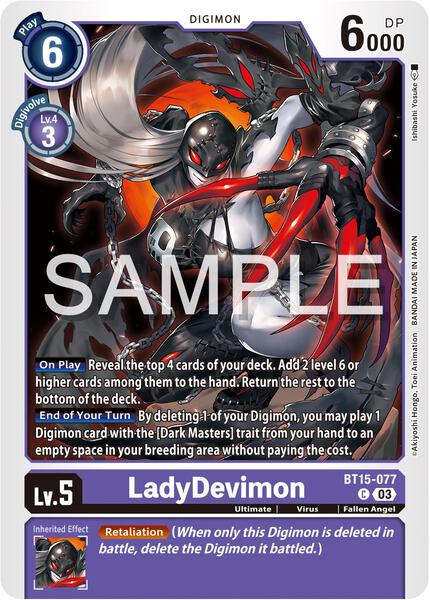 DIGIMON
Play
6
6000
DP
Digivolve
Lv.4
3
Ishibashi Yosuke
SAMPLE
BANDAI MADE IN JAPAN
©Akiyoshi Hongo, Toei Animation
On Play Reveal the top 4 cards of your deck. Add 2 level 6 or
higher cards among them to the hand. Return the rest to the
bottom of the deck.
End of Your Turn By deleting 1 of your Digimon, you may play 1
Digimon card with the [Dark Masters] trait from your hand to an
empty space in your breeding area without paying the cost.
Lv.5
LadyDevimon
BT15-077
C 03
Ultimate | Virus | Fallen Angel
Inherited Effect
Retaliation (When only this Digimon is deleted in
battle, delete the Digimon it battled.)